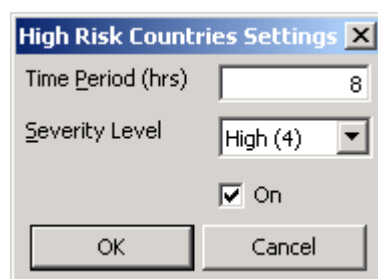 High Risk Countries Settings
Time Period (hrs) 8
Severity Level High (4)
On
OK Cancel